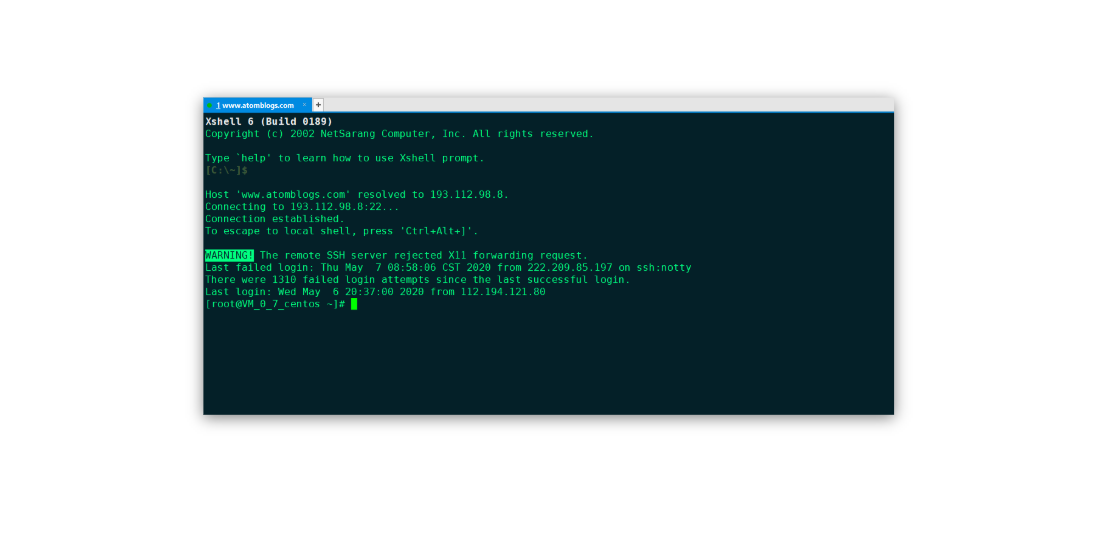 1 www.atomblogs.com × +
Xshell 6 (Build 0189)
Copyright (c) 2002 NetSarang Computer, Inc. All rights reserved.
Type `help' to learn how to use Xshell prompt.
[C:\~]$
Host 'www.atomblogs.com' resolved to 193.112.98.8.
Connecting to 193.112.98.8:22...
Connection established.
To escape to local shell, press 'Ctrl+Alt+]'.
WARNING! The remote SSH server rejected X11 forwarding request.
Last failed login: Thu May  7 08:58:06 CST 2020 from 222.209.85.197 on ssh:notty
There were 1310 failed login attempts since the last successful login.
Last login: Wed May  6 20:37:00 2020 from 112.194.121.80
[root@VM_0_7_centos ~]#